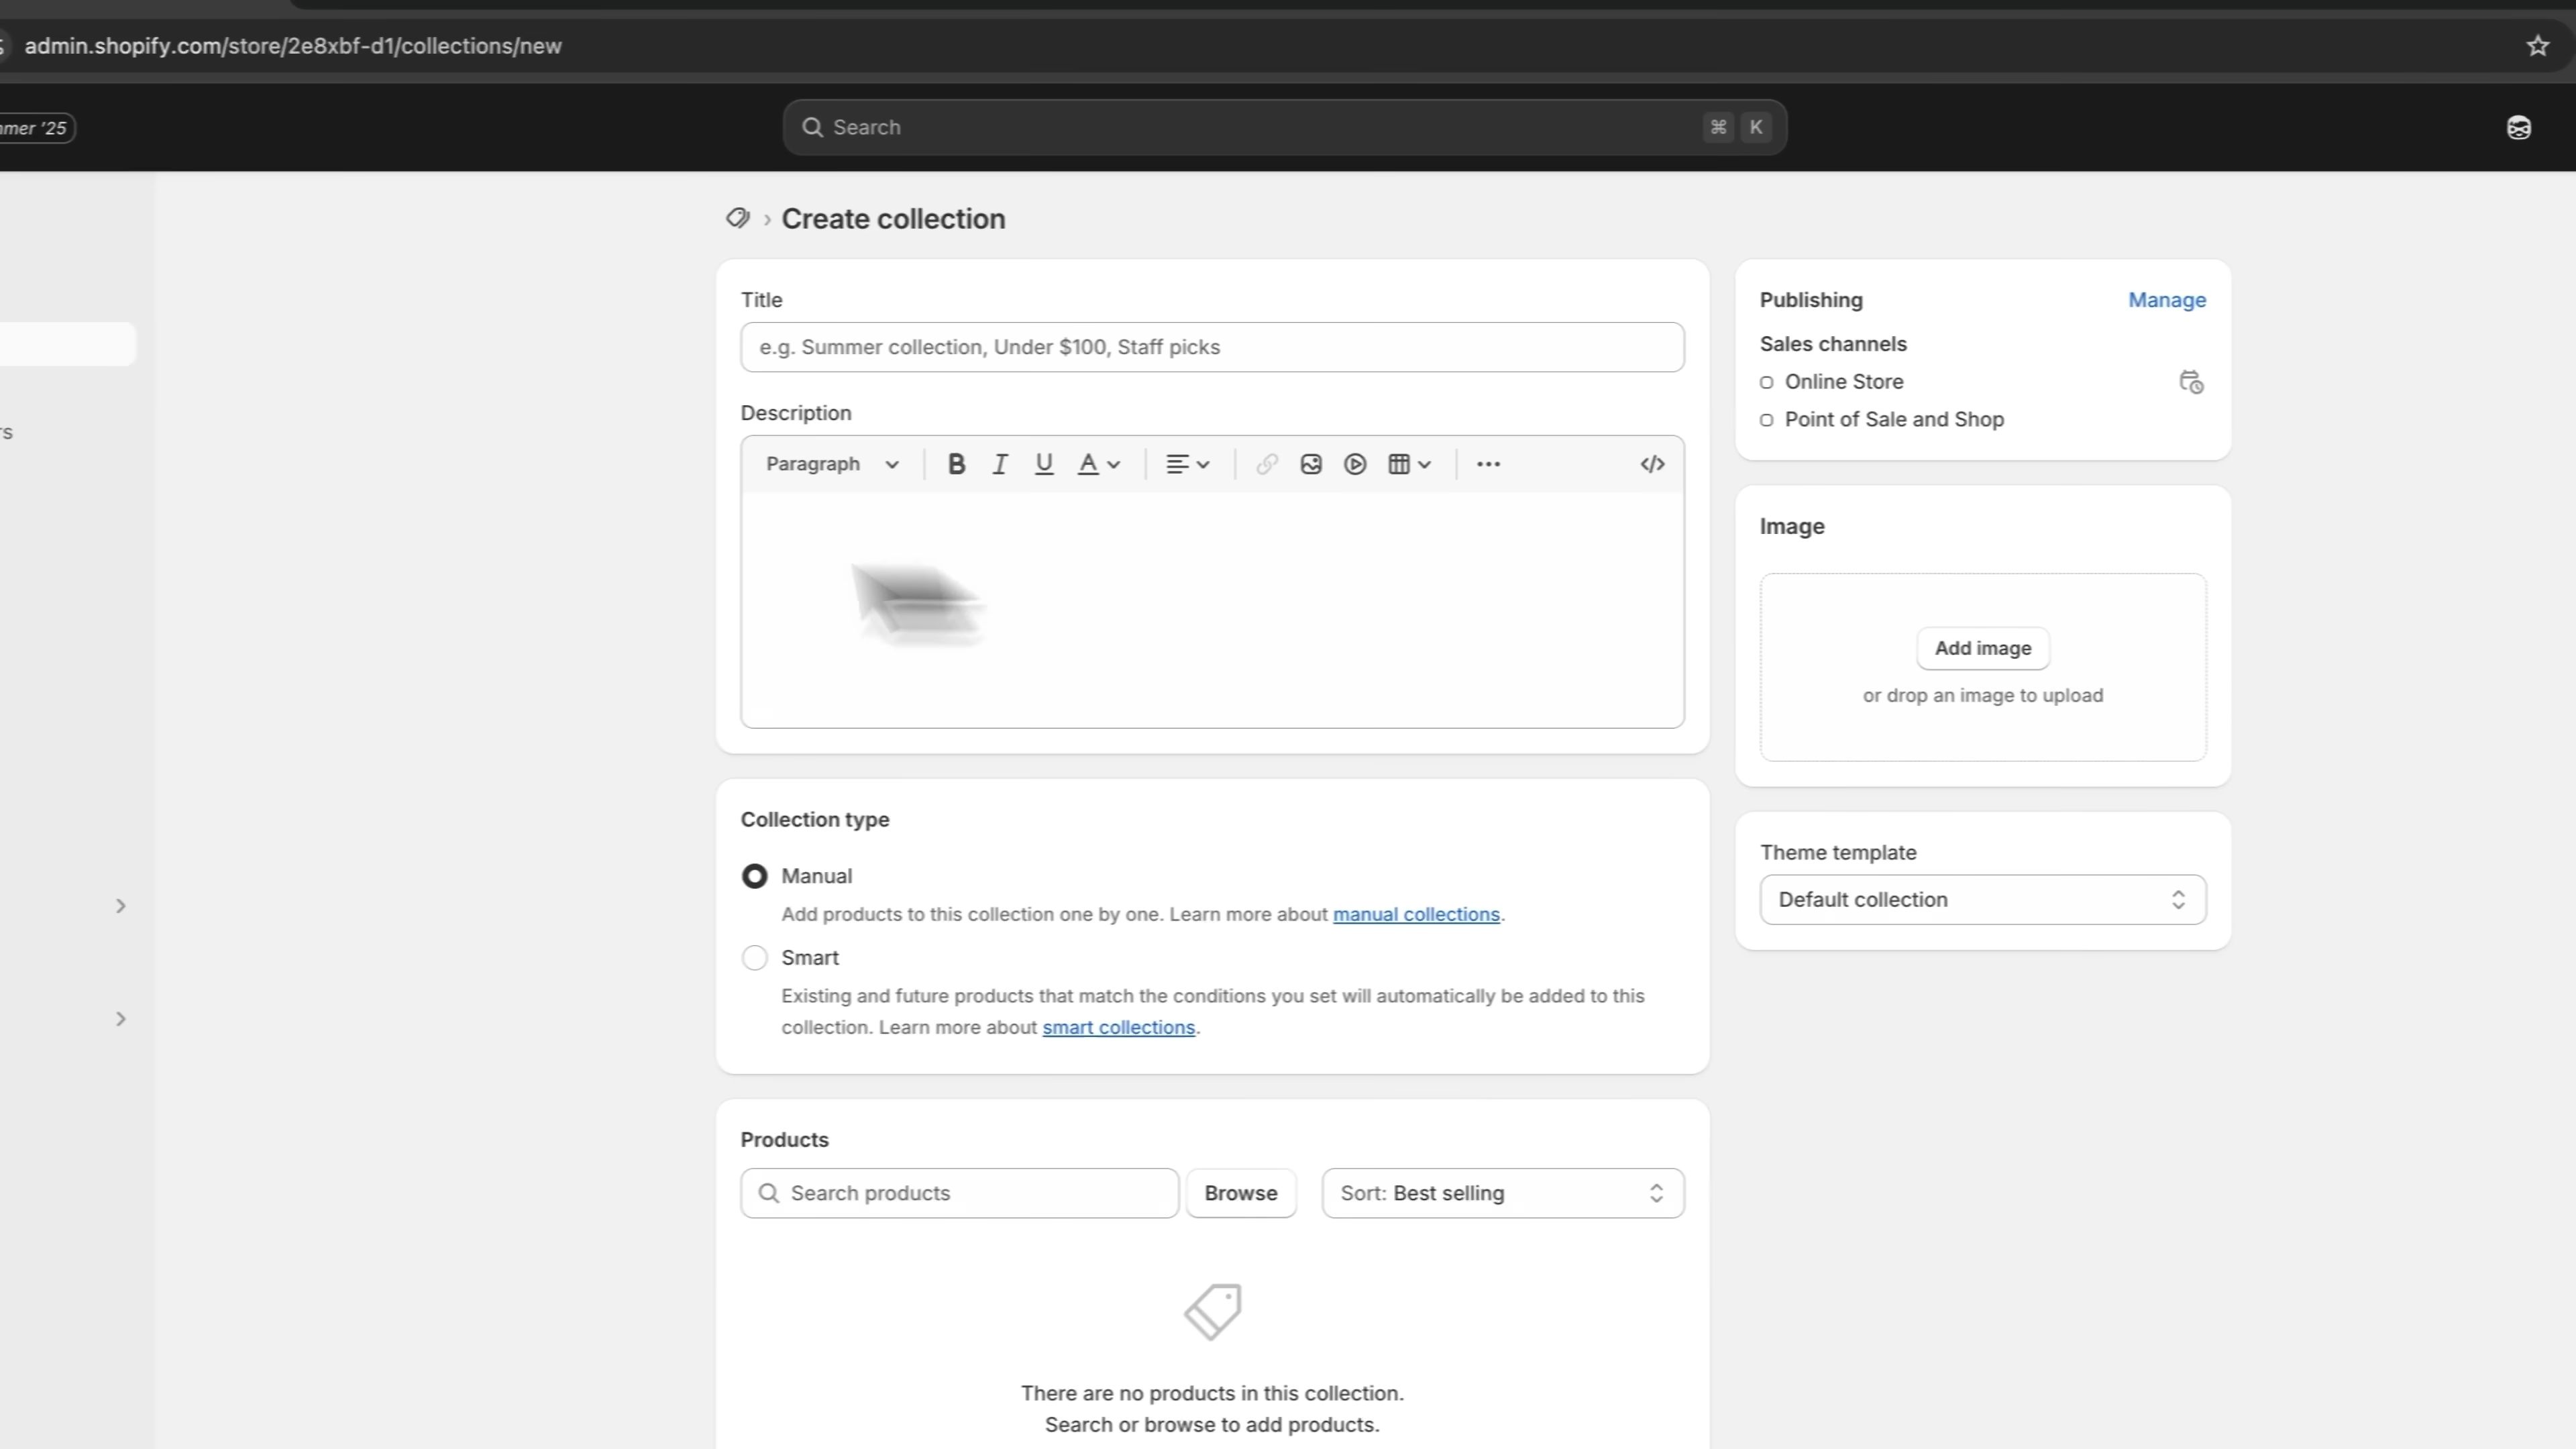 admin.shopify.com/store/2e8xbf-d1/collections/new
mmer '25
Search
⌘ K
Create collection
Title
e.g. Summer collection, Under $100, Staff picks
Description
Paragraph
B I U A
Collection type
Manual
Add products to this collection one by one. Learn more about manual collections.
Smart
Existing and future products that match the conditions you set will automatically be added to this
collection. Learn more about smart collections.
Products
Search products
Browse
Sort: Best selling
There are no products in this collection.
Search or browse to add products.
Publishing
Manage
Sales channels
Online Store
Point of Sale and Shop
Image
Add image
or drop an image to upload
Theme template
Default collection